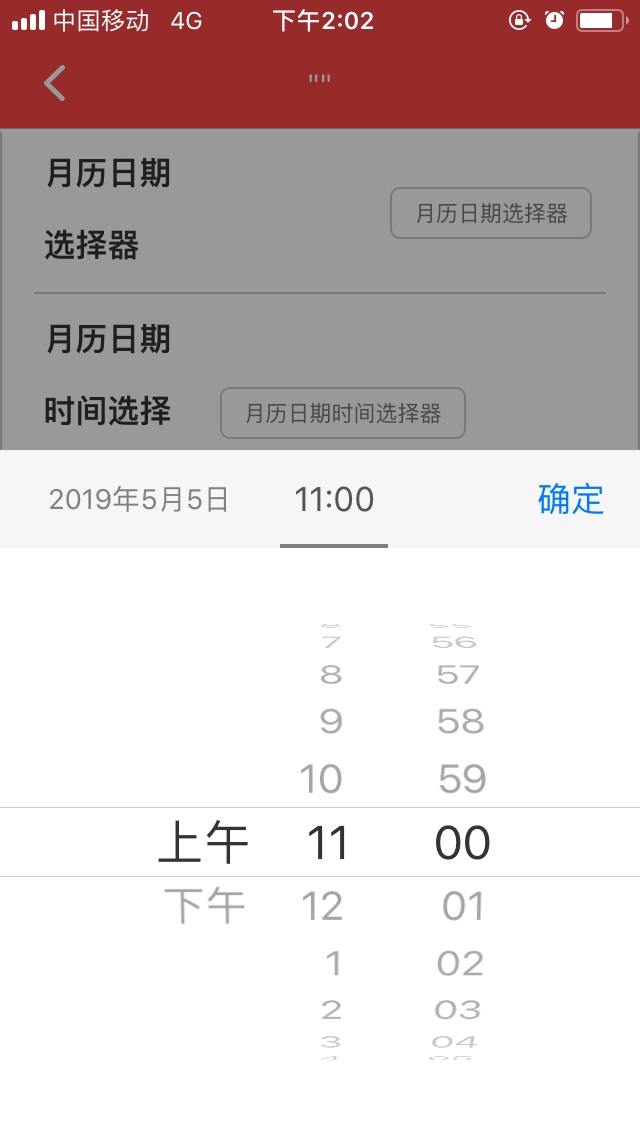 中国移动 4G 下午2:02
""
月历日期
选择器
月历日期选择器
月历日期
时间选择
月历日期时间选择器
2019年5月5日 11:00 确定
7 56
8 57
9 58
10 59
上午 11 00
下午 12 01
1 02
2 03
3 04